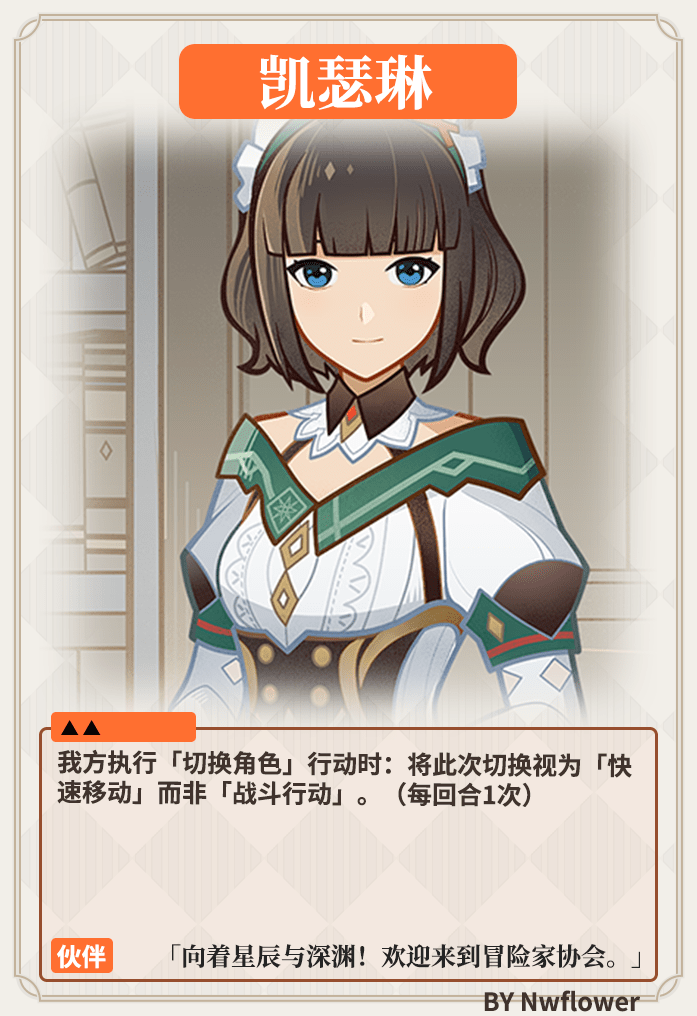 凯瑟琳
▲▲
我方执行「切换角色」行动时：将此次切换视为「快
速移动」而非「战斗行动」。（每回合1次）
伙伴
「向着星辰与深渊！欢迎来到冒险家协会。」
BY Nwflower